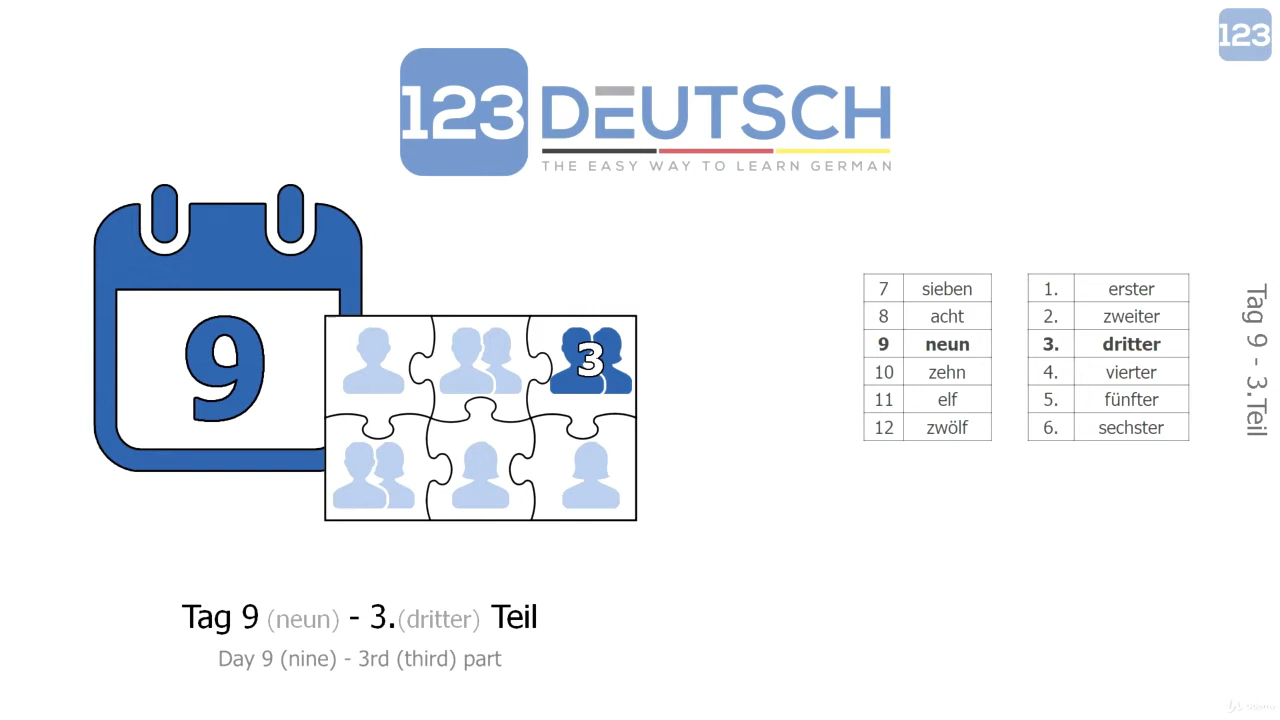 123
123 DEUTSCH
THE EASY WAY TO LEARN GERMAN
9
3
7 sieben
8 acht
9 neun
10 zehn
11 elf
12 zwölf
1. erster
2. zweiter
3. dritter
4. vierter
5. fünfter
6. sechster
Tag 9 - 3.Teil
Tag 9 (neun) - 3.(dritter) Teil
Day 9 (nine) - 3rd (third) part